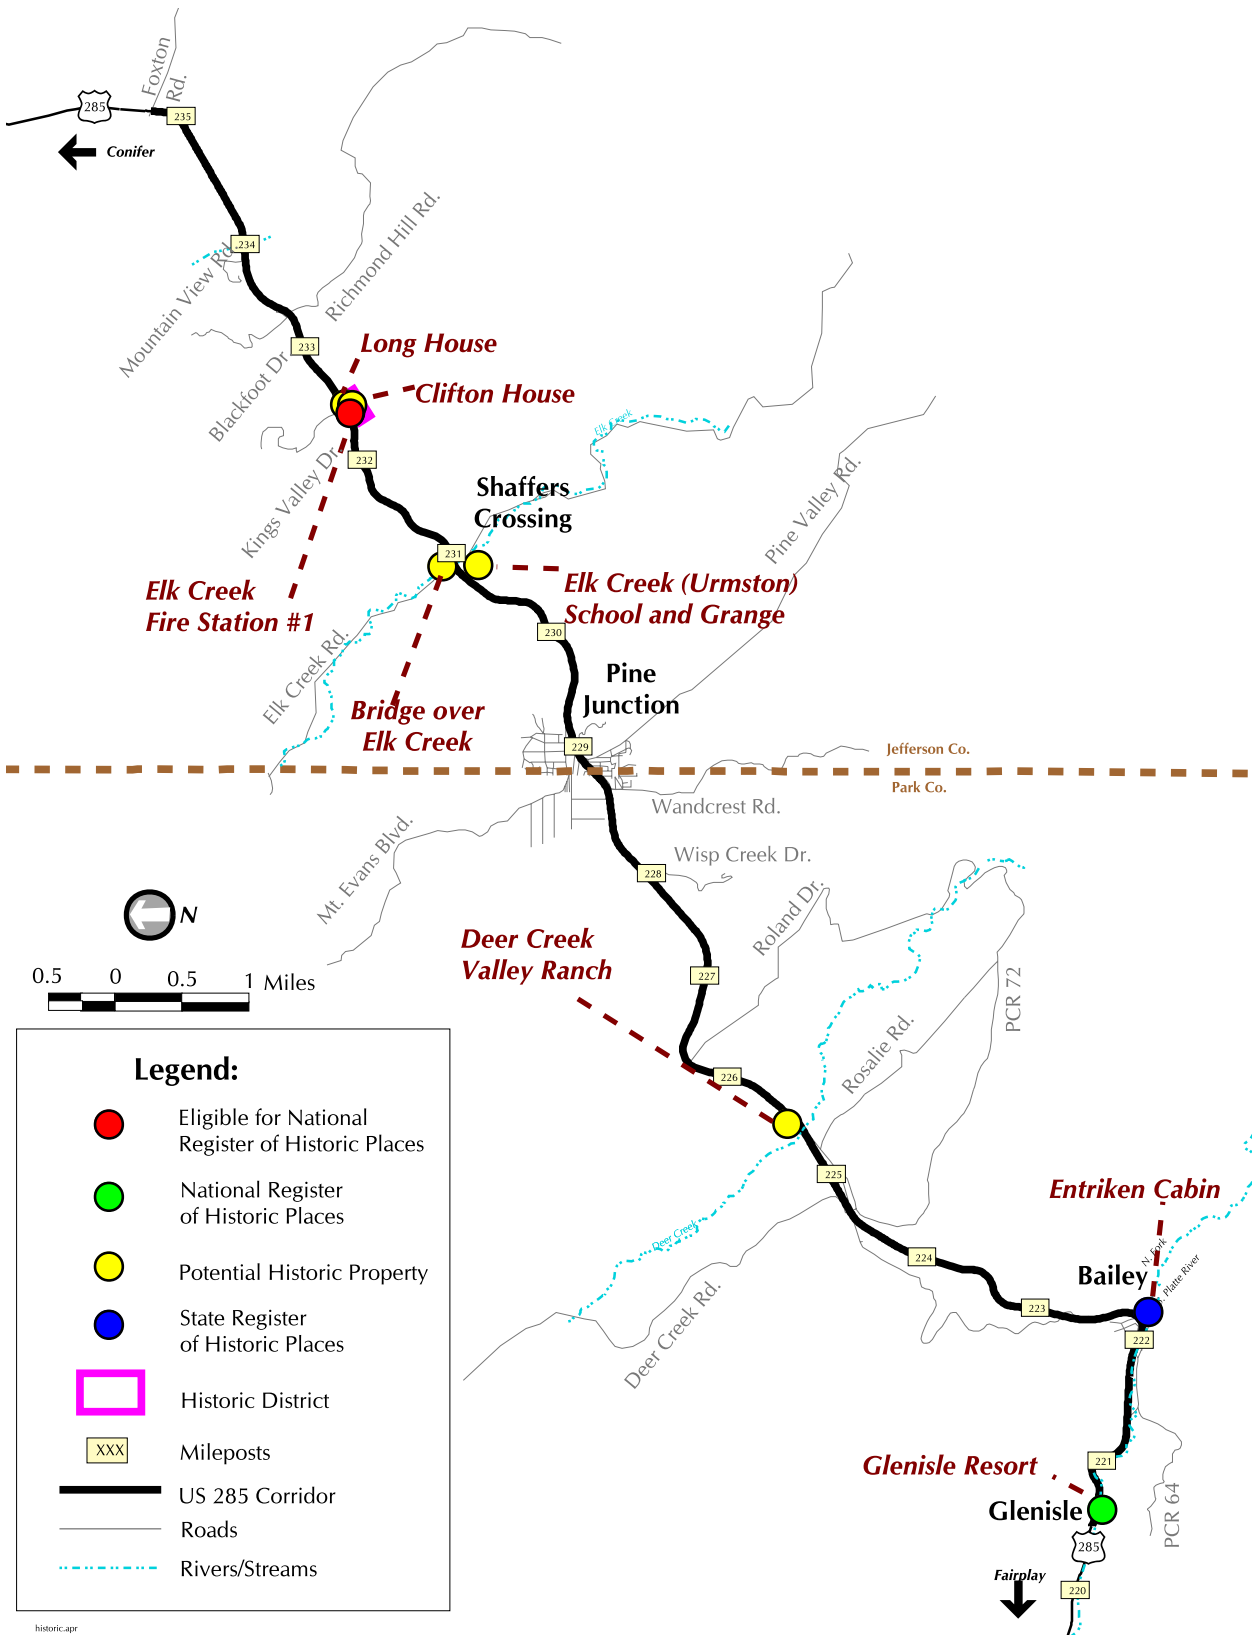 Foxton
Rd.
285
235
Conifer
Richmond Hill Rd.
234
Mountain View Rd.
233
Long House
Blackfoot Dr.
Clifton House
Elk Creek
232
Kings Valley Dr.
Shaffers
Crossing
Pine Valley Rd.
231
Elk Creek
Fire Station #1
Elk Creek (Urmston)
School and Grange
230
Elk Creek Rd.
Pine
Junction
Bridge over
Elk Creek
229
Jefferson Co.
Park Co.
Wandcrest Rd.
Mt. Evans Blvd.
Wisp Creek Dr.
228
Roland Dr.
N
Deer Creek
Valley Ranch
227
PCR 72
0.5 0 0.5 1 Miles
Rosalie Rd.
226
225
Entriken Cabin
Deer Creek
N. Fork
S. Platte River
224
Bailey
223
222
Deer Creek Rd.
221
Glenisle Resort
Glenisle
PCR 64
285
Fairplay
220
Legend:
Eligible for National
Register of Historic Places
National Register
of Historic Places
Potential Historic Property
State Register
of Historic Places
Historic District
XXX
Mileposts
US 285 Corridor
Roads
Rivers/Streams
historic.apr